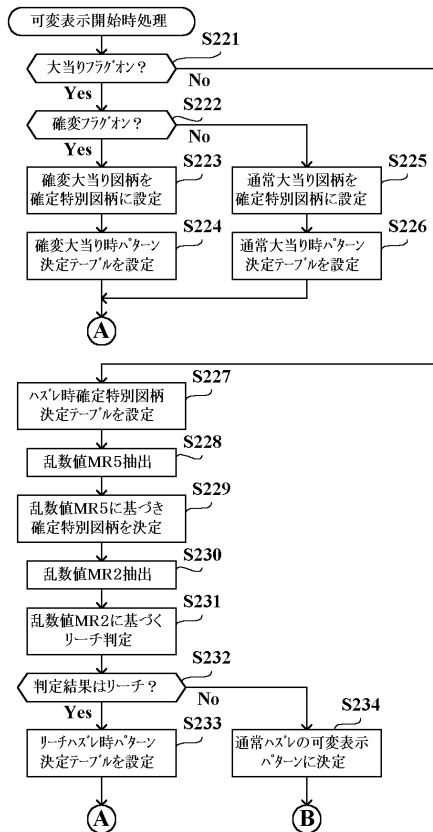 可変表示開始時処理
S221
大当りフラグオン？
Yes
No
S222
確変フラグオン？
Yes
No
S223
確変大当り図柄を
確定特別図柄に設定
S225
通常大当り図柄を
確定特別図柄に設定
S224
確変大当り時パターン
決定テーブルを設定
S226
通常大当り時パターン
決定テーブルを設定
A
S227
ハズレ時確定特別図柄
決定テーブルを設定
S228
乱数値MR5抽出
S229
乱数値MR5に基づき
確定特別図柄を決定
S230
乱数値MR2抽出
S231
乱数値MR2に基づく
リーチ判定
S232
判定結果はリーチ？
Yes
No
S233
リーチハズレ時パターン
決定テーブルを設定
S234
通常ハズレの可変表示
パターンに決定
A
B